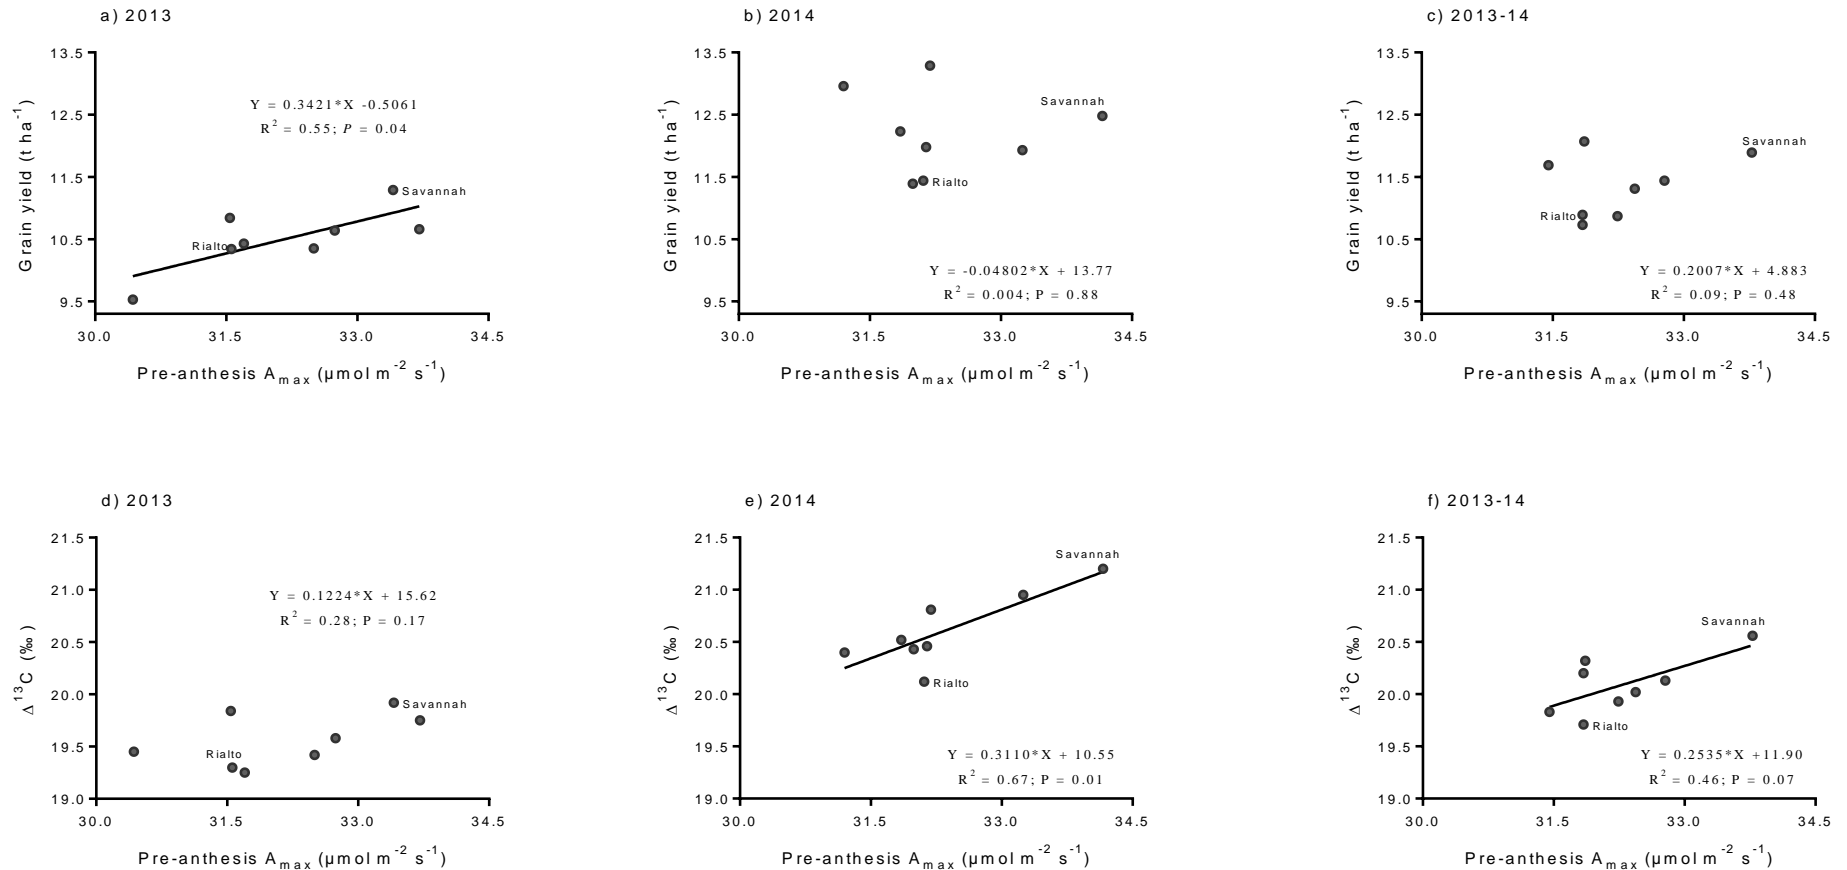 a) 2013
13.5
12.5
11.5
10.5
9.5
Grain yield (t ha⁻¹)
Y = 0.3421*X -0.5061
R² = 0.55; P = 0.04
Savannah
Rialto
30.0 31.5 33.0 34.5
Pre-anthesis Amax (µmol m⁻² s⁻¹)
b) 2014
13.5
12.5
11.5
10.5
9.5
Grain yield (t ha⁻¹)
Savannah
Rialto
Y = -0.04802*X + 13.77
R² = 0.004; P = 0.88
30.0 31.5 33.0 34.5
Pre-anthesis Amax (µmol m⁻² s⁻¹)
c) 2013-14
13.5
12.5
11.5
10.5
9.5
Grain yield (t ha⁻¹)
Savannah
Rialto
Y = 0.2007*X + 4.883
R² = 0.09; P = 0.48
30.0 31.5 33.0 34.5
Pre-anthesis Amax (µmol m⁻² s⁻¹)
d) 2013
21.5
21.0
20.5
20.0
19.5
19.0
Δ ¹³C (‰)
Y = 0.1224*X + 15.62
R² = 0.28; P = 0.17
Savannah
Rialto
30.0 31.5 33.0 34.5
Pre-anthesis Amax (µmol m⁻² s⁻¹)
e) 2014
21.5
21.0
20.5
20.0
19.5
19.0
Δ ¹³C (‰)
Savannah
Rialto
Y = 0.3110*X + 10.55
R² = 0.67; P = 0.01
30.0 31.5 33.0 34.5
Pre-anthesis Amax (µmol m⁻² s⁻¹)
f) 2013-14
21.5
21.0
20.5
20.0
19.5
19.0
Δ ¹³C (‰)
Savannah
Rialto
Y = 0.2535*X +11.90
R² = 0.46; P = 0.07
30.0 31.5 33.0 34.5
Pre-anthesis Amax (µmol m⁻² s⁻¹)